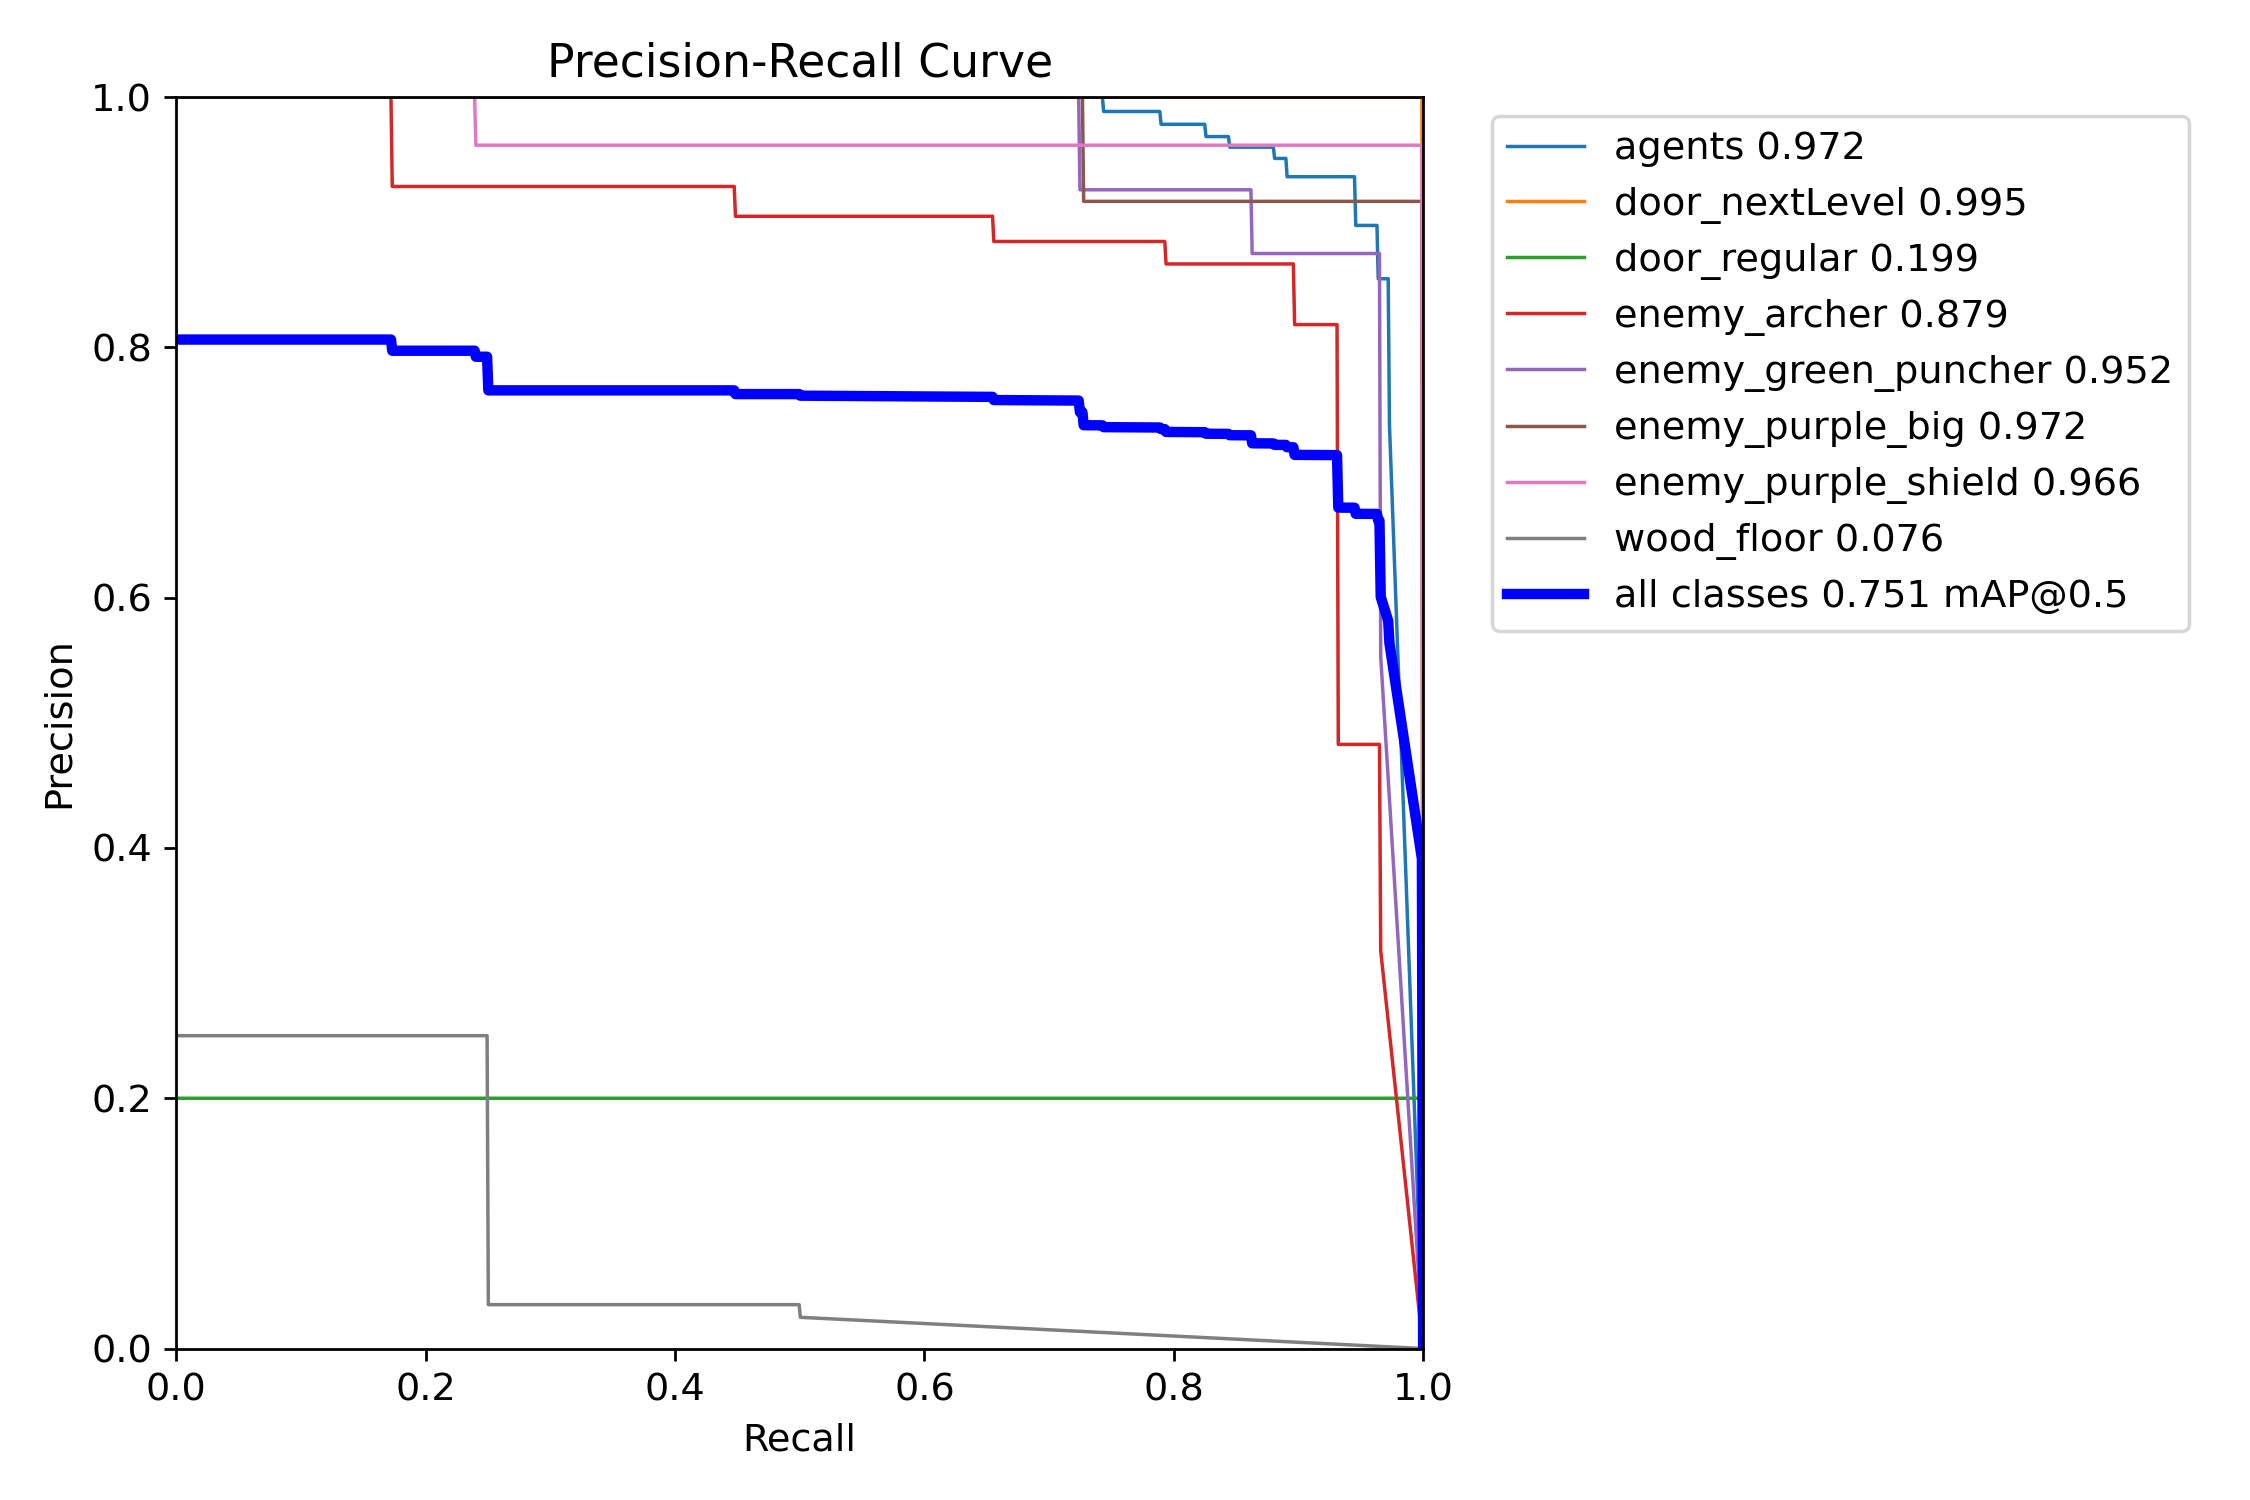 Precision-Recall Curve
1.0
0.8
0.6
0.4
0.2
0.0
Precision
0.0 0.2 0.4 0.6 0.8 1.0
Recall
agents 0.972
door_nextLevel 0.995
door_regular 0.199
enemy_archer 0.879
enemy_green_puncher 0.952
enemy_purple_big 0.972
enemy_purple_shield 0.966
wood_floor 0.076
all classes 0.751 mAP@0.5